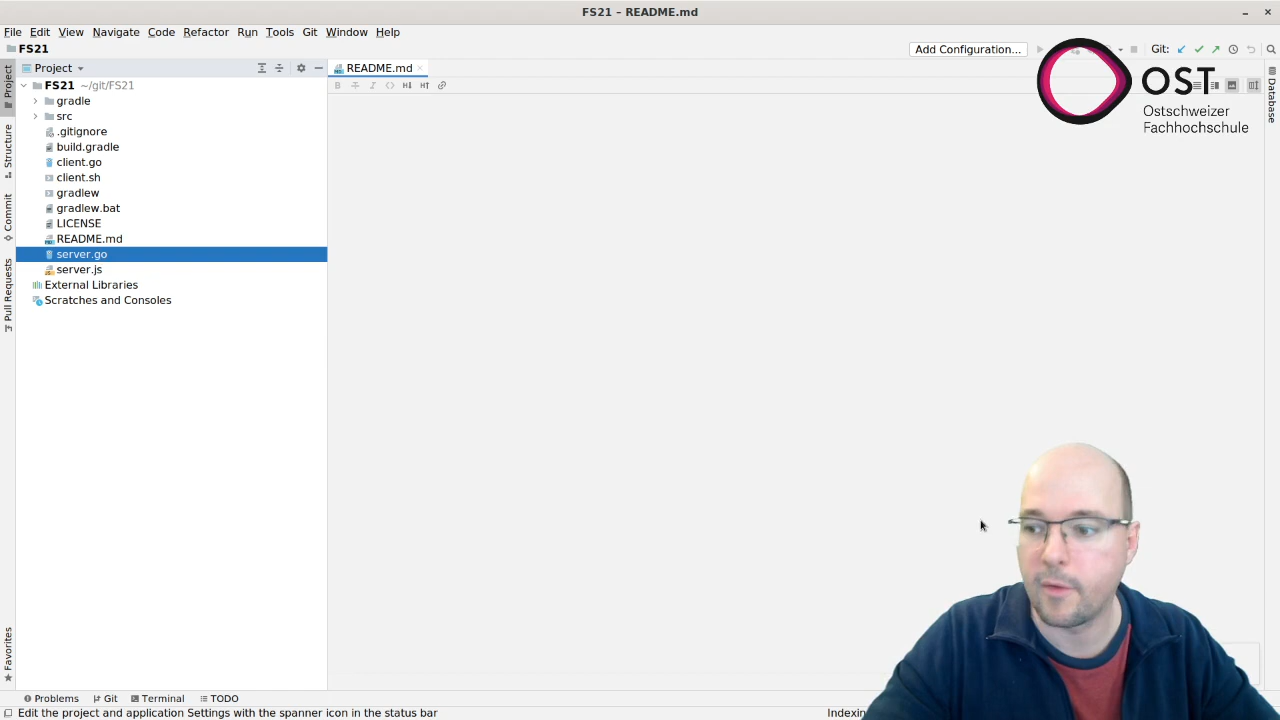 FS21 – README.md
File Edit View Navigate Code Refactor Run Tools Git Window Help
FS21
Add Configuration...
Git:
Project
README.md
FS21 ~/git/FS21
gradle
src
.gitignore
build.gradle
client.go
client.sh
gradlew
gradlew.bat
LICENSE
README.md
server.go
server.js
External Libraries
Scratches and Consoles
Project
Structure
Commit
Pull Requests
Favorites
Database
OST
Ostschweizer
Fachhochschule
Problems Git Terminal TODO
Edit the project and application Settings with the spanner icon in the status bar